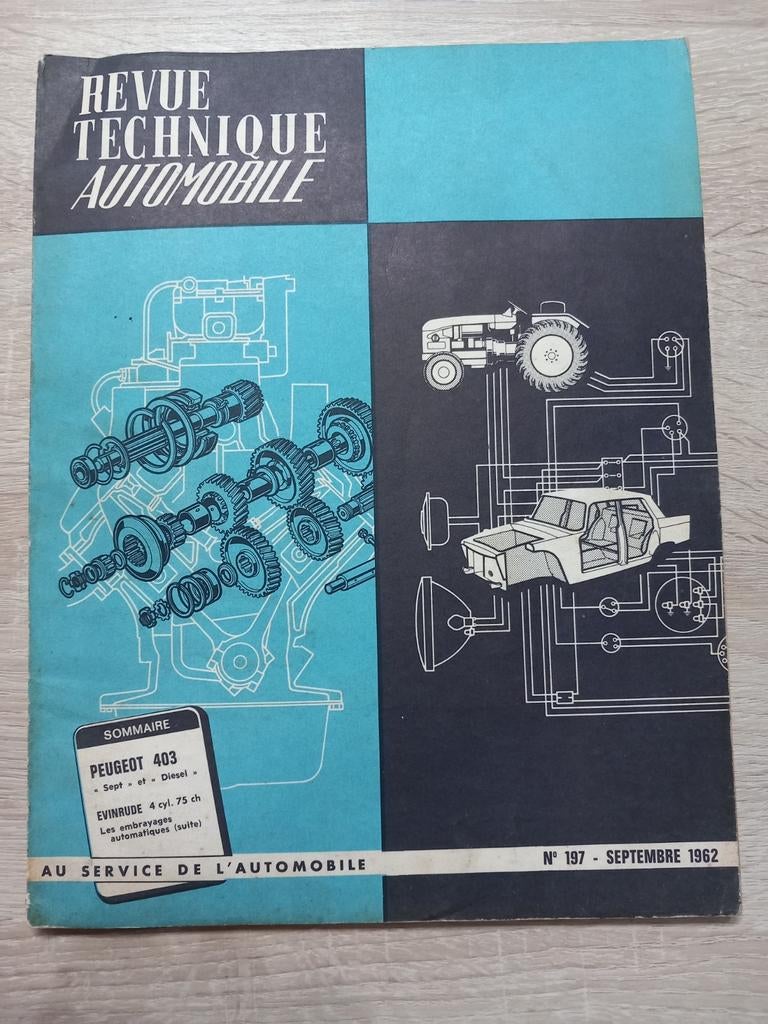 REVUE
TECHNIQUE
AUTOMOBILE
SOMMAIRE
PEUGEOT 403
« Sept » et « Diesel »
EVINRUDE 4 cyl. 75 ch
Les embrayages
automatiques (suite)
AU SERVICE DE L'AUTOMOBILE
N° 197 - SEPTEMBRE 1962